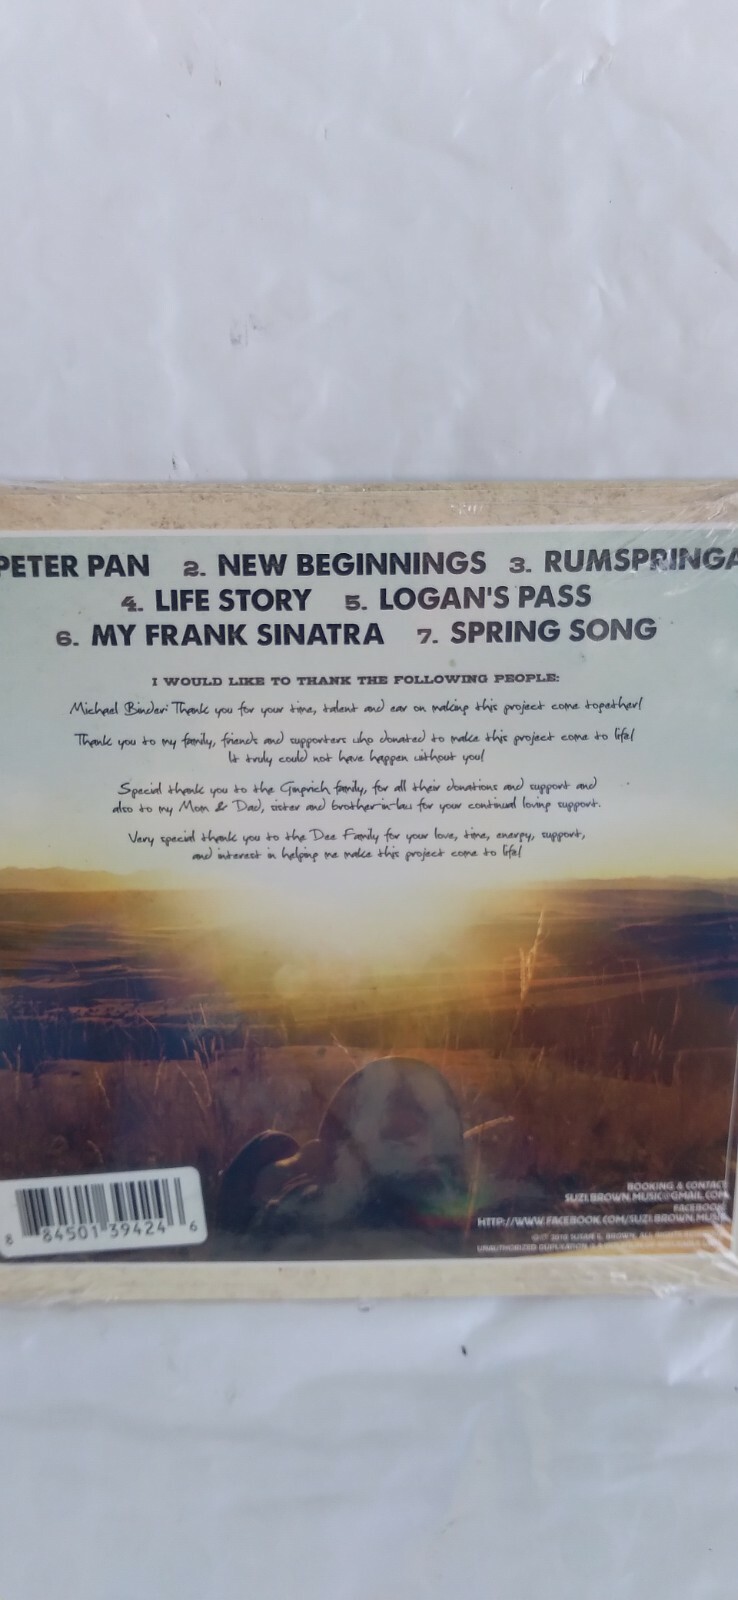 PETER PAN 2. NEW BEGINNINGS 3. RUMSPRINGA
4. LIFE STORY 5. LOGAN'S PASS
6. MY FRANK SINATRA 7. SPRING SONG
I WOULD LIKE TO THANK THE FOLLOWING PEOPLE:
Michael Binder: Thank you for your time, talent and ear on making this project come together!
Thank you to my family, friends and supporters who donated to make this project come to life!
It truly could not have happen without you!
Special thank you to the family, for all their donations and support and
also to my Mom & Dad, sister and brother-in-law for your continual loving support.
Very special thank you to the Dee Family for your love, time, energy, support,
and interest in helping me make this project come to life!
BOOKING & CONTACT
SUZI.BROWN.MUSIC@GMAIL.COM
FACEBOOK
HTTP://WWW.FACEBOOK.COM/SUZI.BROWN.MUSIC
SUSAN E. BROWN. ALL RIGHTS
UNAUTHORIZED DUPLICATION IS A
8 84501 39424 6